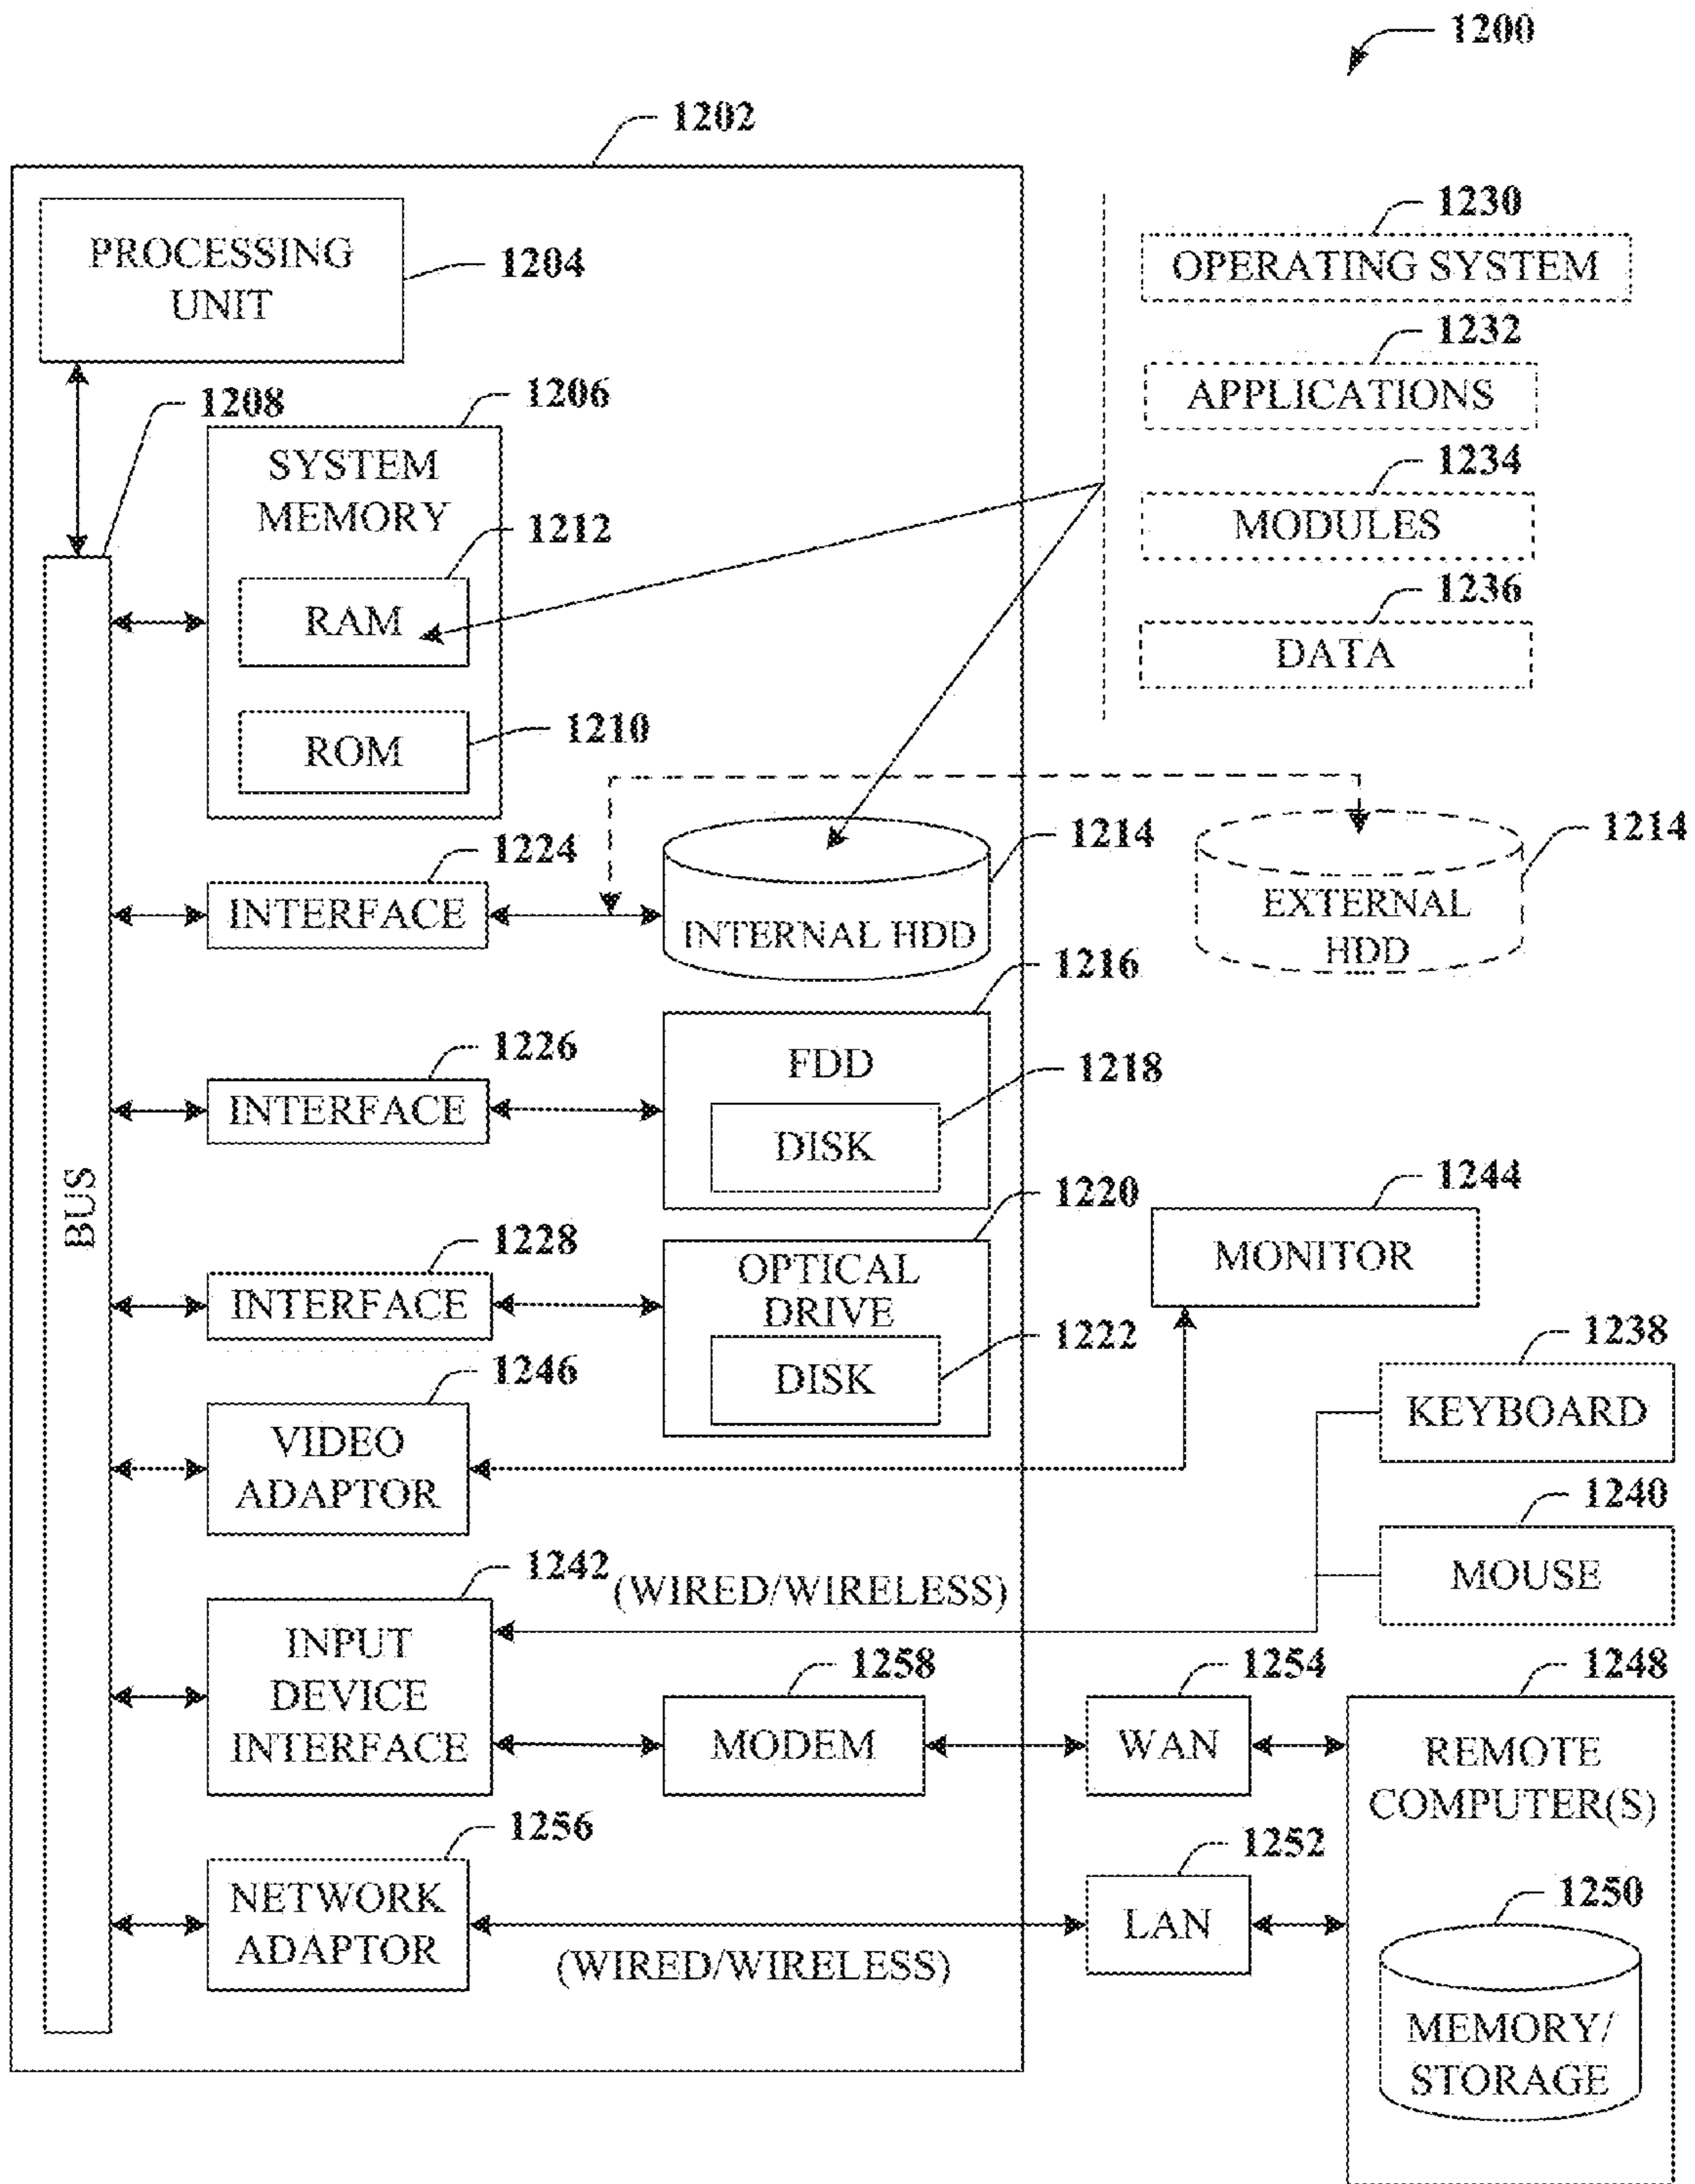 1200
1202
PROCESSING
UNIT
1204
1230
OPERATING SYSTEM
1232
APPLICATIONS
1234
MODULES
1236
DATA
1208
1206
SYSTEM
MEMORY
1212
RAM
1210
ROM
1224
INTERFACE
1214
INTERNAL HDD
1214
EXTERNAL
HDD
1226
INTERFACE
1216
FDD
1218
DISK
BUS
1228
INTERFACE
1220
OPTICAL
DRIVE
1222
DISK
1244
MONITOR
1246
VIDEO
ADAPTOR
1238
KEYBOARD
1240
MOUSE
1242
(WIRED/WIRELESS)
INPUT
DEVICE
INTERFACE
1258
MODEM
1254
WAN
1248
REMOTE
COMPUTER(S)
1256
NETWORK
ADAPTOR
(WIRED/WIRELESS)
1252
LAN
1250
MEMORY/
STORAGE